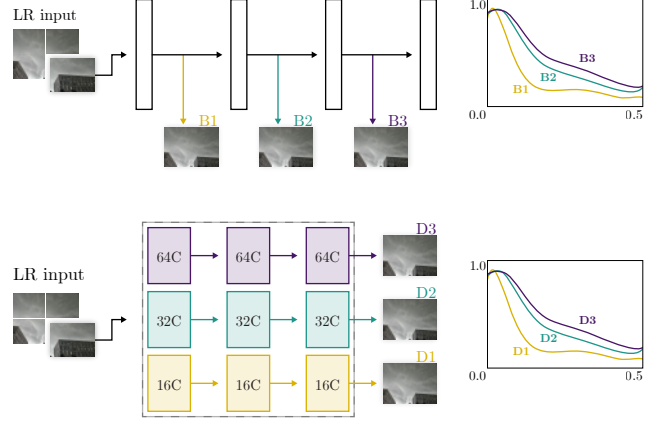 LR input
B1
B2
B3
1.0
B3
B2
B1
0.0
0.5
LR input
64C
64C
64C
D3
32C
32C
32C
D2
16C
16C
16C
D1
1.0
D3
D2
D1
0.0
0.5